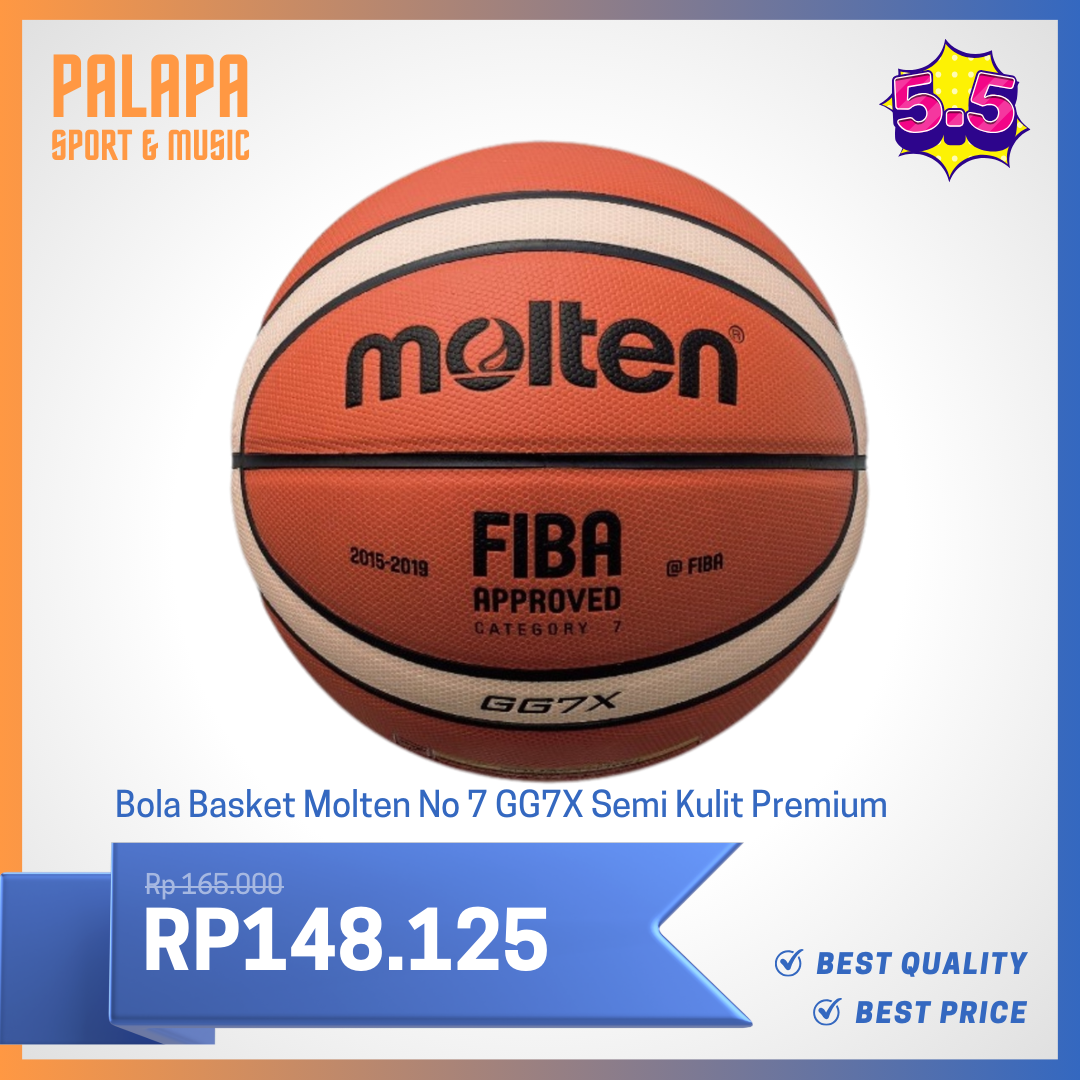 PALAPA
SPORT & MUSIC
5.5
molten®
FIBA
2015-2019
@ FIBA
APPROVED
CATEGORY 7
GG7X
Bola Basket Molten No 7 GG7X Semi Kulit Premium
Rp 165.000
RP148.125
BEST QUALITY
BEST PRICE